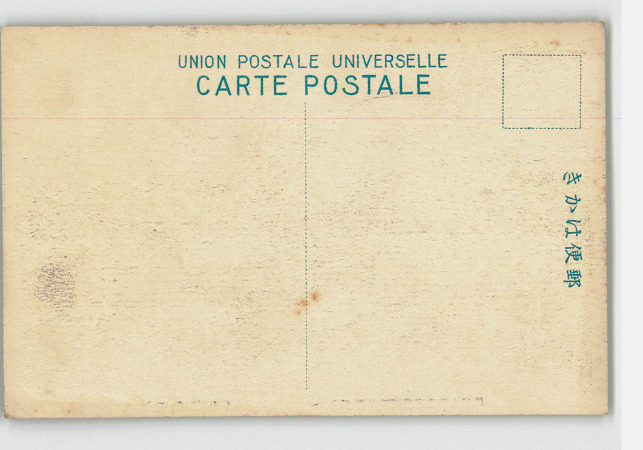 UNION POSTALE UNIVERSELLE
CARTE POSTALE
きかは便郵